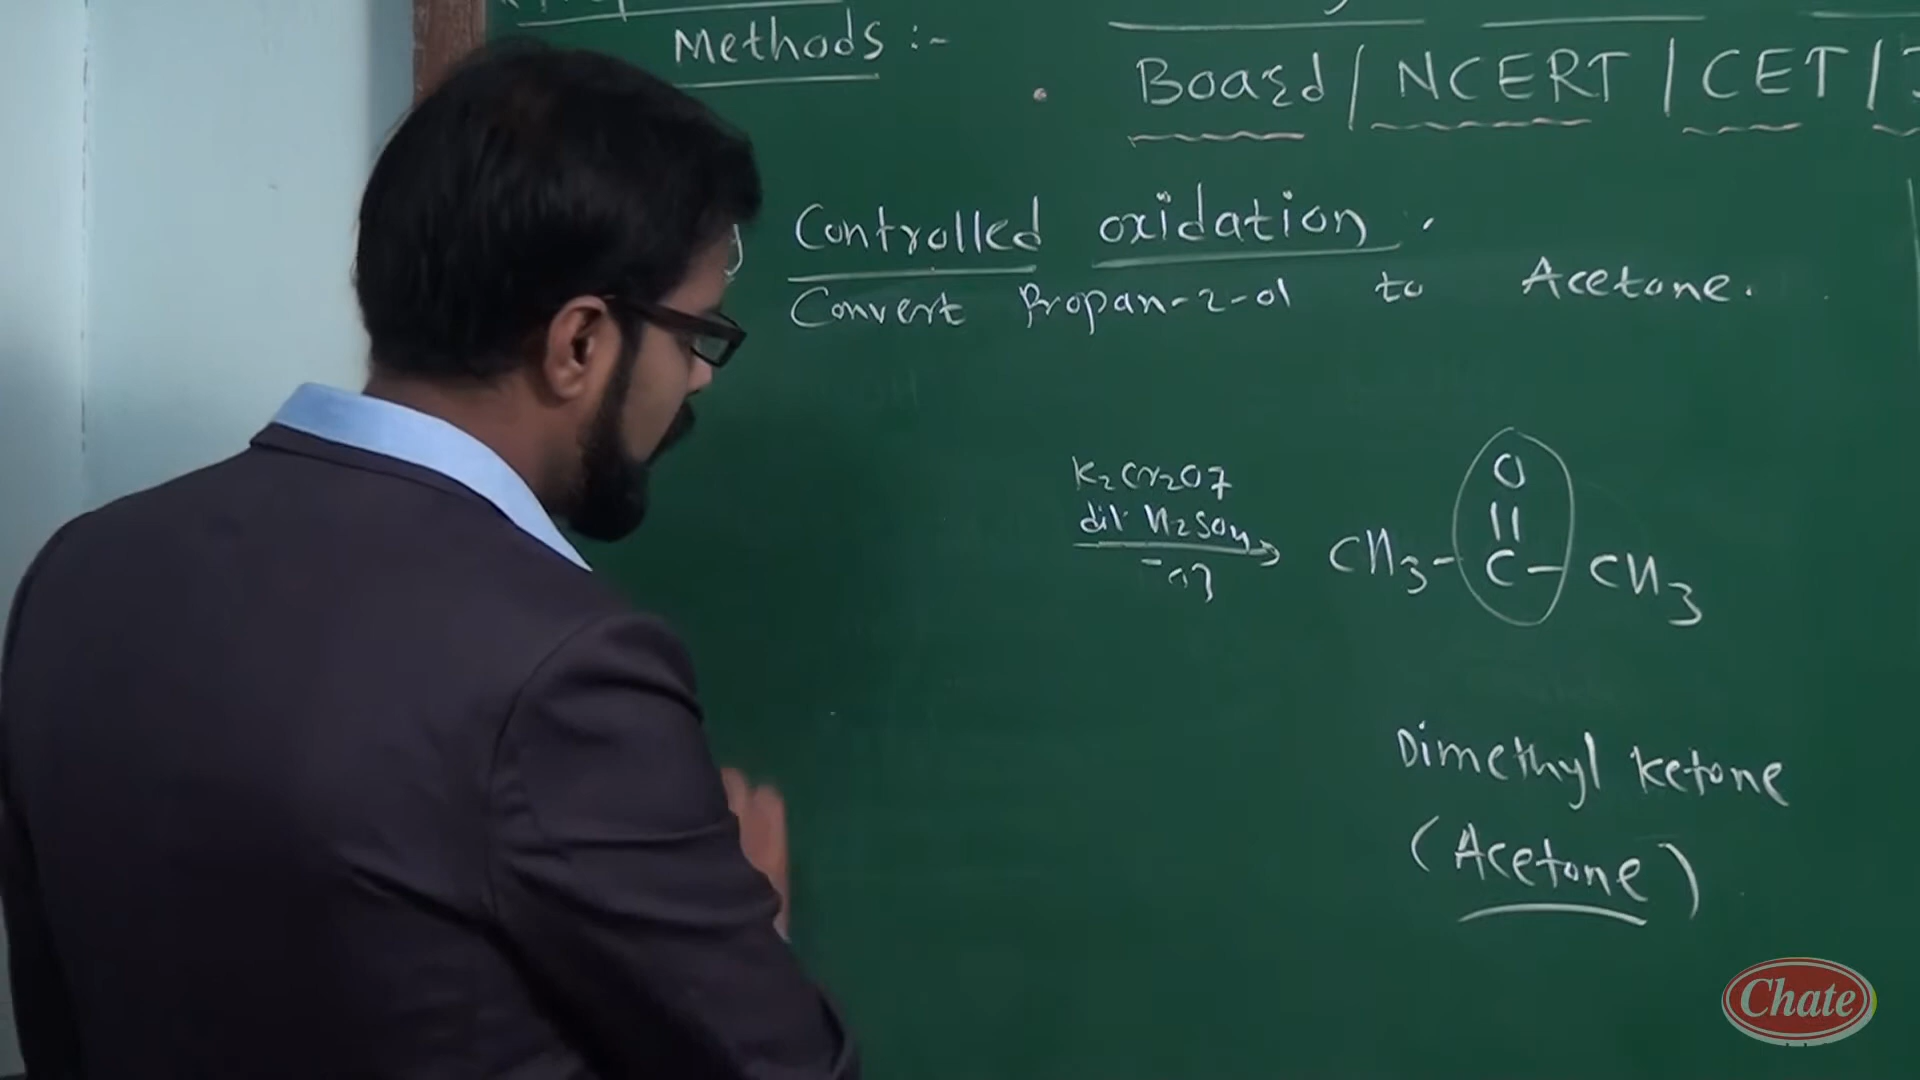 Methods :-
Board / NCERT / CET /
Controlled oxidation .
Convert Propan-2-ol to Acetone.
K2Cr2O7
dil. H2SO4
O
||
CH3 - C - CH3
Dimethyl ketone
(Acetone)
Chate